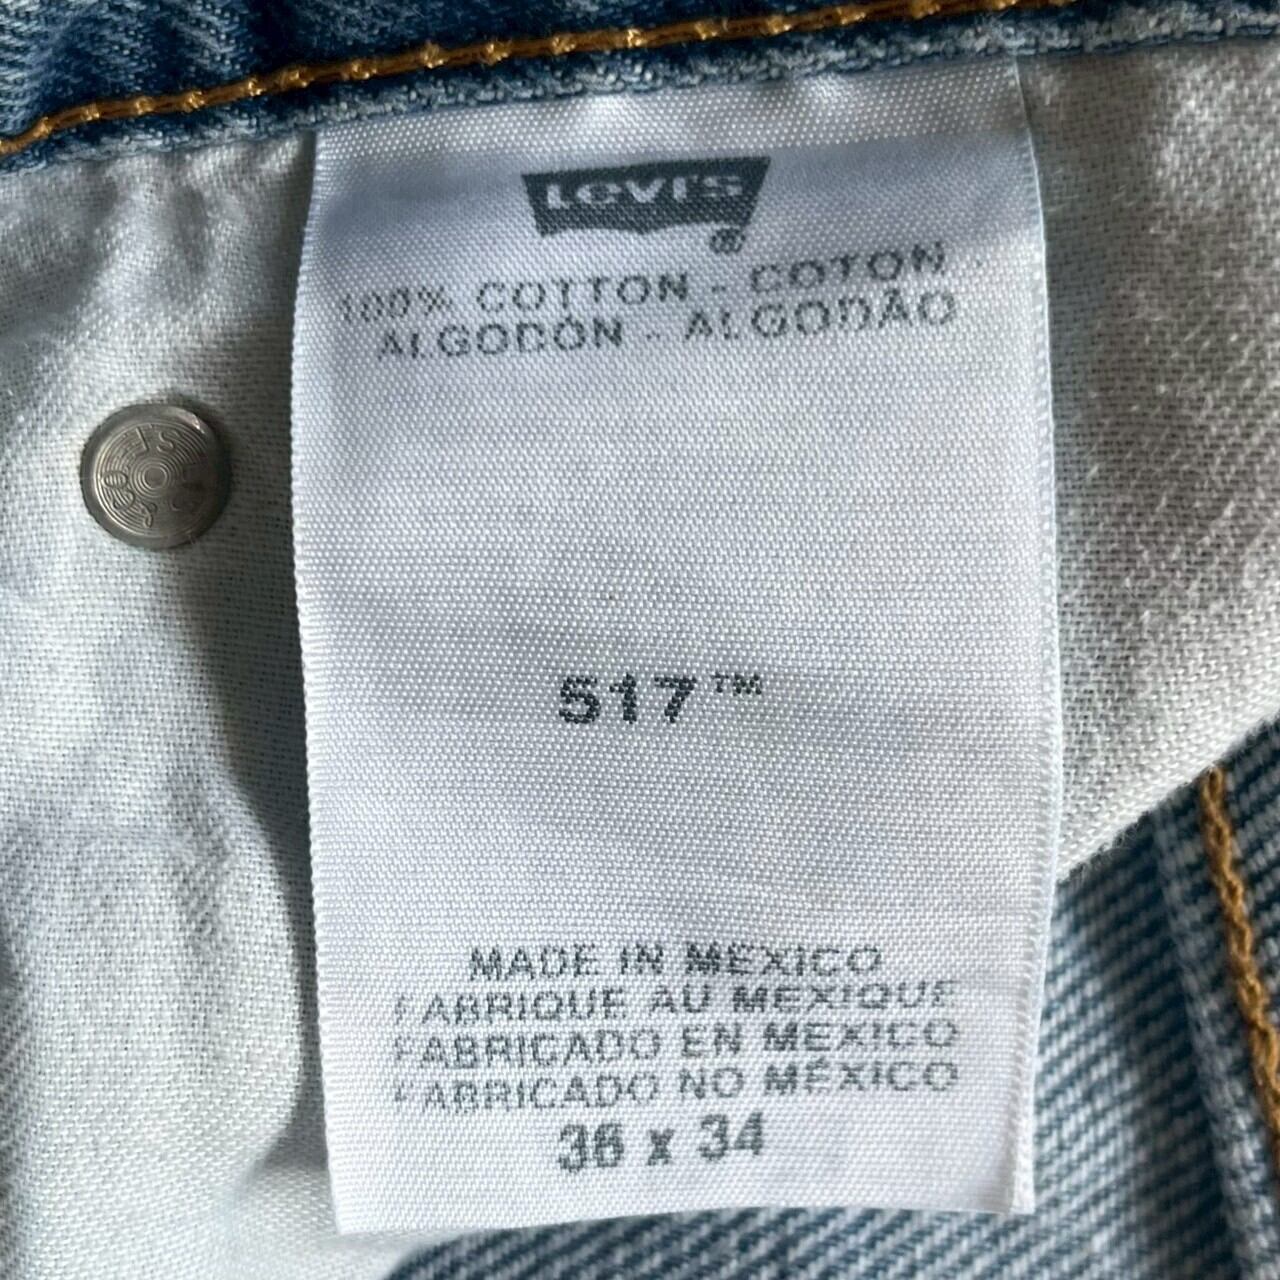 Levi's
®
100% COTTON - COTON -
ALGODÓN - ALGODÃO
517™
MADE IN MEXICO
FABRIQUE AU MEXIQUE
FABRICADO EN MEXICO
FABRICADO NO MÉXICO
36 x 34